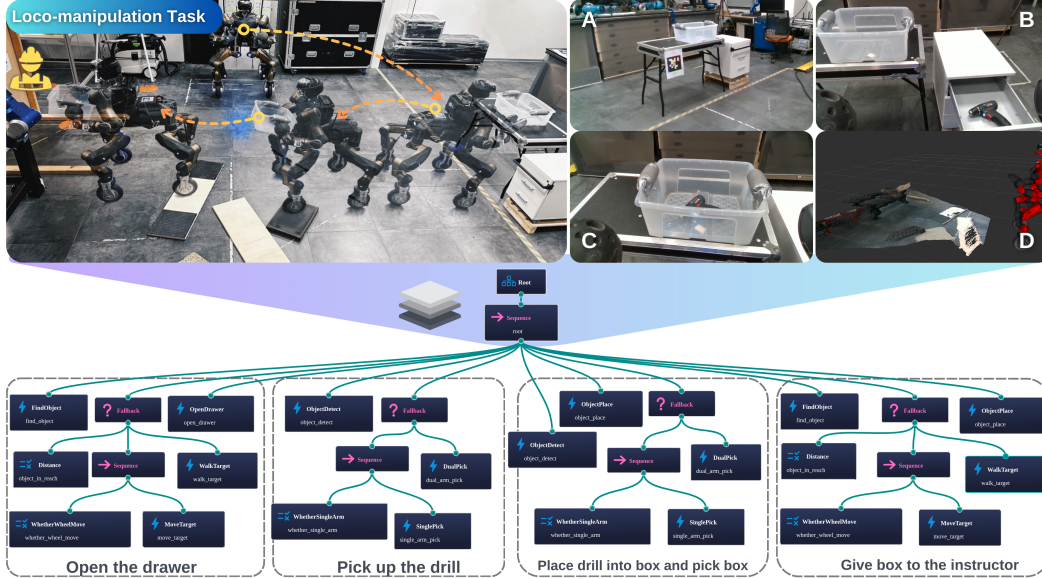 Loco-manipulation Task
A
B
C
D
Root
Sequence
root
FindObject
find_object
Fallback
OpenDrawer
open_drawer
Distance
object_in_reach
Sequence
WalkTarget
walk_target
WhetherWheelMove
whether_wheel_move
MoveTarget
move_target
Open the drawer
ObjectDetect
object_detect
Fallback
Sequence
DualPick
dual_arm_pick
WhetherSingleArm
whether_single_arm
SinglePick
single_arm_pick
Pick up the drill
ObjectPlace
object_place
Fallback
ObjectDetect
object_detect
Sequence
DualPick
dual_arm_pick
WhetherSingleArm
whether_single_arm
SinglePick
single_arm_pick
Place drill into box and pick box
FindObject
find_object
Fallback
ObjectPlace
object_place
Distance
object_in_reach
Sequence
WalkTarget
walk_target
WhetherWheelMove
whether_wheel_move
MoveTarget
move_target
Give box to the instructor